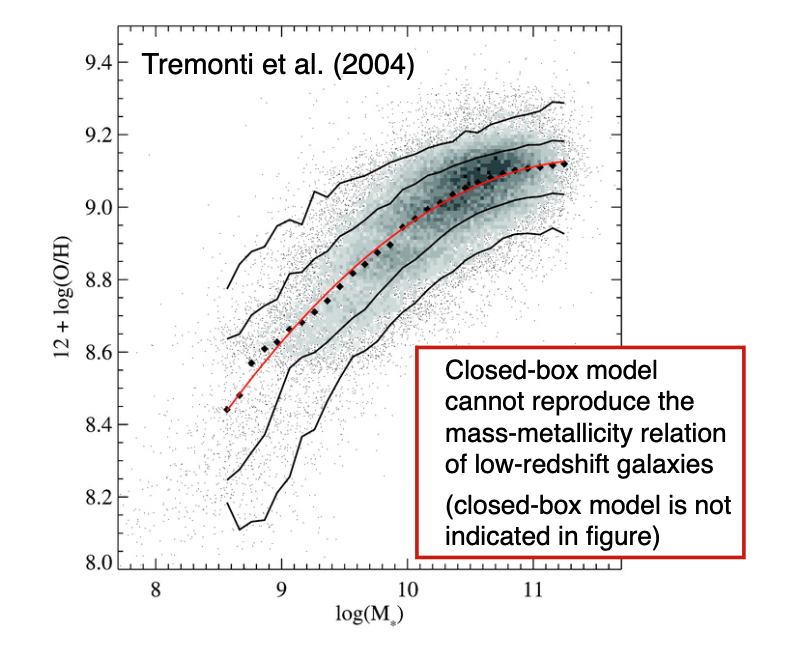 Tremonti et al. (2004)
9.4
9.2
9.0
8.8
8.6
8.4
8.2
8.0
12 + log(O/H)
8 9 10 11
log(M*)
Closed-box model
cannot reproduce the
mass-metallicity relation
of low-redshift galaxies
(closed-box model is not
indicated in figure)